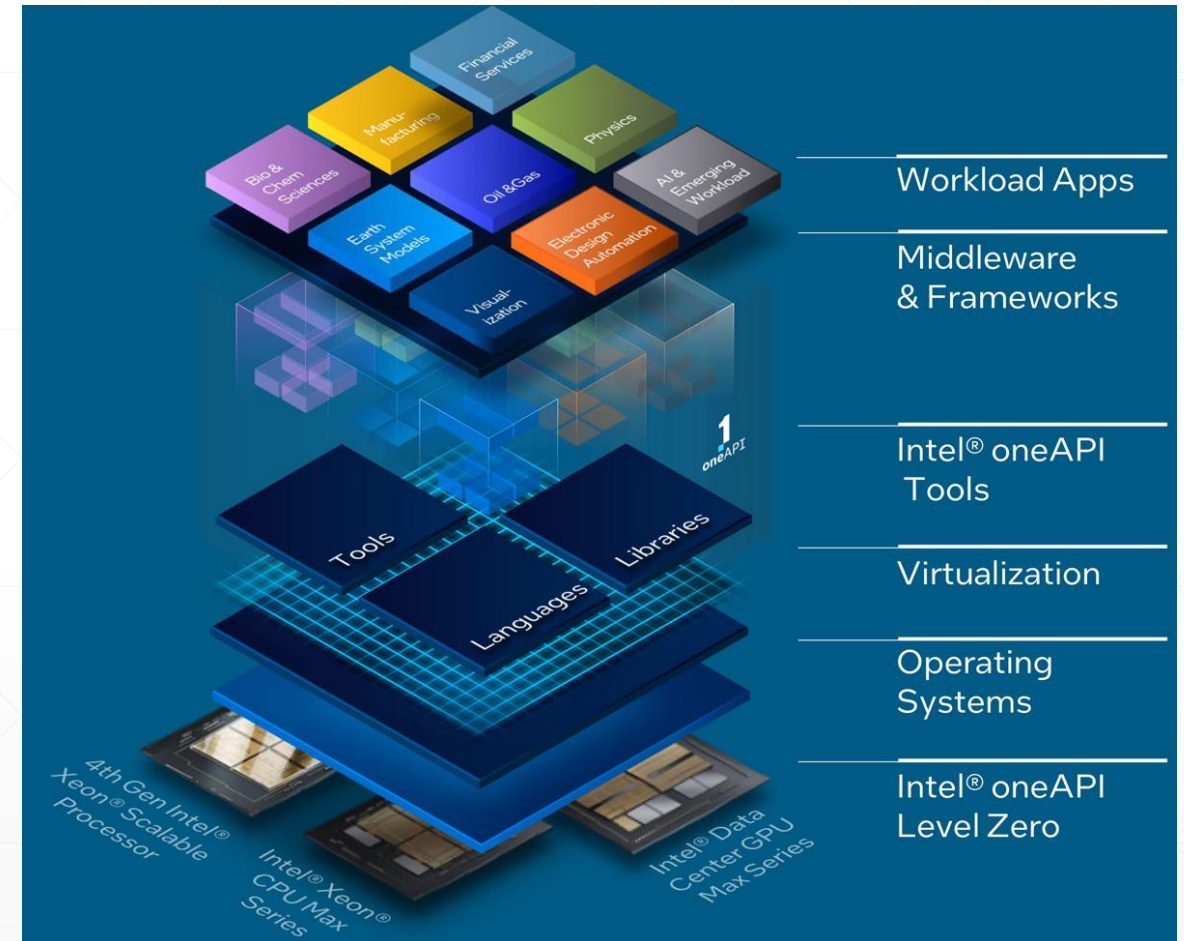 Financial
Services
Manu-
facturing
Physics
Bio &
Chem
Sciences
Oil &Gas
AI &
Emerging
Workload
Earth
System
Models
Electronic
Design
Automation
Visual-
ization
Workload Apps
Middleware
& Frameworks
1
oneAPI
Intel® oneAPI
Tools
Tools
Libraries
Languages
Virtualization
Operating
Systems
Intel® oneAPI
Level Zero
4th Gen Intel®
Xeon® Scalable
Processor
Intel® Xeon®
CPU Max
Series
Intel® Data
Center GPU
Max Series